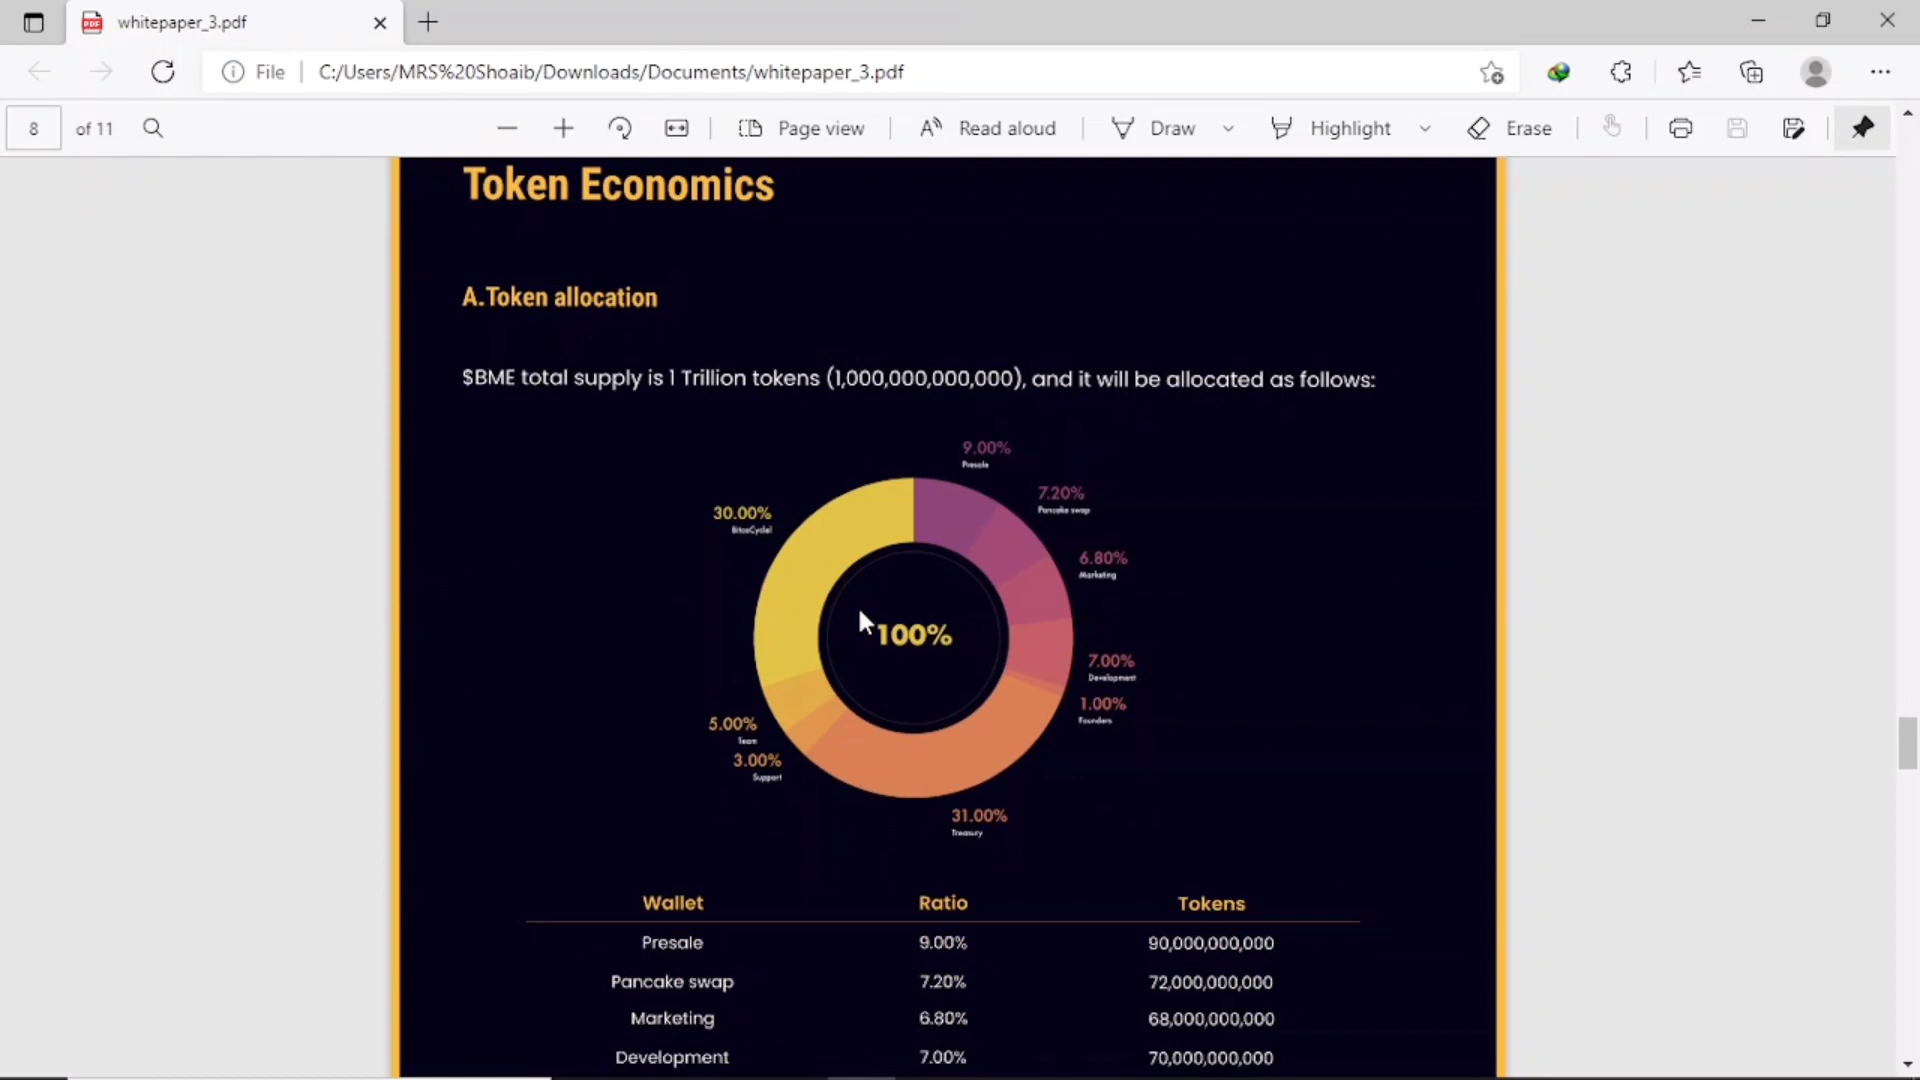 whitepaper_3.pdf
File
C:/Users/MRS%20Shoaib/Downloads/Documents/whitepaper_3.pdf
8 of 11
Page view
Read aloud
Draw
Highlight
Erase
Token Economics
A.Token allocation
$BME total supply is 1 Trillion tokens (1,000,000,000,000), and it will be allocated as follows:
9.00%
Presale
7.20%
Pancake swap
30.00%
6.80%
Marketing
100%
7.00%
Development
1.00%
Founders
5.00%
Team
3.00%
Support
31.00%
Treasury
Wallet Ratio Tokens
Presale 9.00% 90,000,000,000
Pancake swap 7.20% 72,000,000,000
Marketing 6.80% 68,000,000,000
Development 7.00% 70,000,000,000